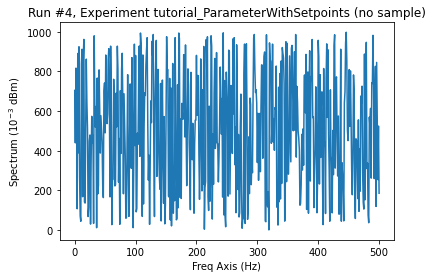 Run #4, Experiment tutorial_ParameterWithSetpoints (no sample)
1000
800
600
400
200
0
Spectrum (10⁻³ dBm)
0 100 200 300 400 500
Freq Axis (Hz)